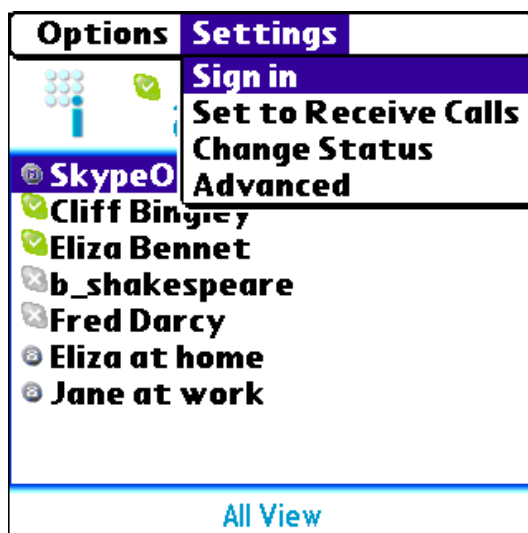 Options Settings
Sign in
Set to Receive Calls
Change Status
Advanced
SkypeO
Cliff Bingley
Eliza Bennet
b_shakespeare
Fred Darcy
Eliza at home
Jane at work
All View